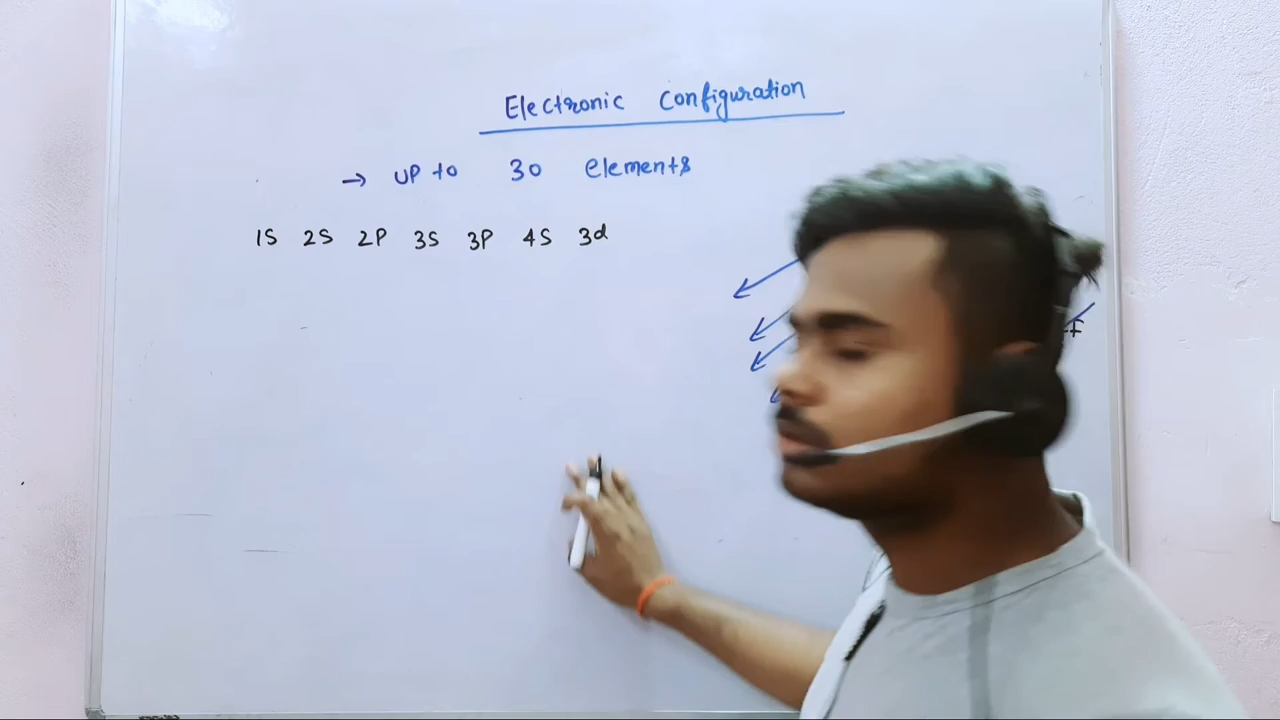 Electronic Configuration
→ UP to 30 elements
1S 2S 2P 3S 3P 4S 3d
F